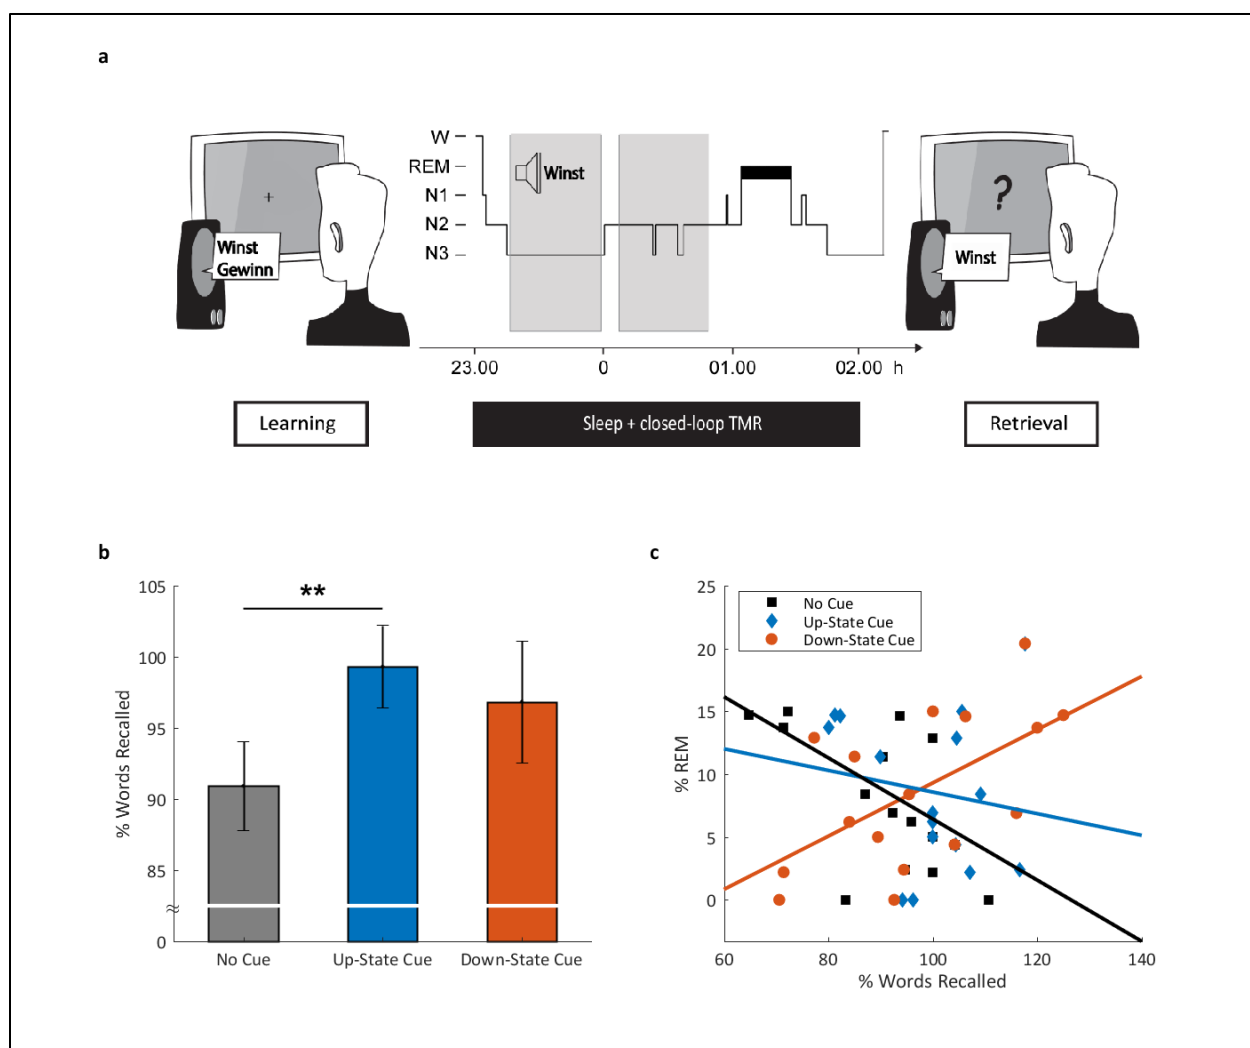 a
W
REM
N1
N2
N3
Winst
Gewinn
Winst
?
Winst
23.00
0
01.00
02.00 h
Learning
Sleep + closed-loop TMR
Retrieval
b
**
105
100
95
90
85
0
% Words Recalled
No Cue
Up-State Cue
Down-State Cue
c
25
20
15
10
5
0
% REM
No Cue
Up-State Cue
Down-State Cue
60
80
100
120
140
% Words Recalled